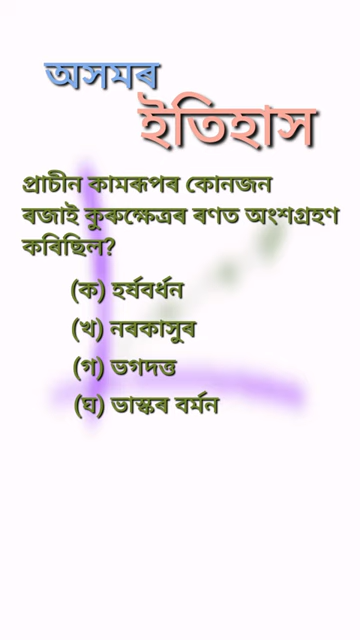 অসমৰ
ইতিহাস
প্ৰাচীন কামৰূপৰ কোনজন
ৰজাই কুৰুক্ষেত্ৰৰ ৰণত অংশগ্ৰহণ
কৰিছিল?
(ক) হৰ্ষবৰ্ধন
(খ) নৰকাসুৰ
(গ) ভগদত্ত
(ঘ) ভাস্কৰ বৰ্মন